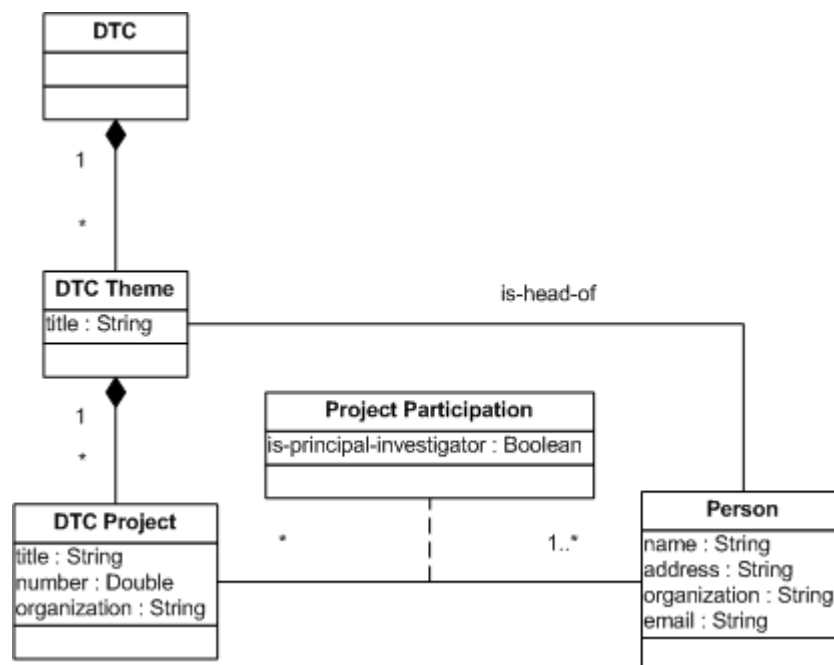 DTC
1
*
DTC Theme
title : String
is-head-of
1
*
Project Participation
is-principal-investigator : Boolean
DTC Project
title : String
number : Double
organization : String
*
1..*
Person
name : String
address : String
organization : String
email : String